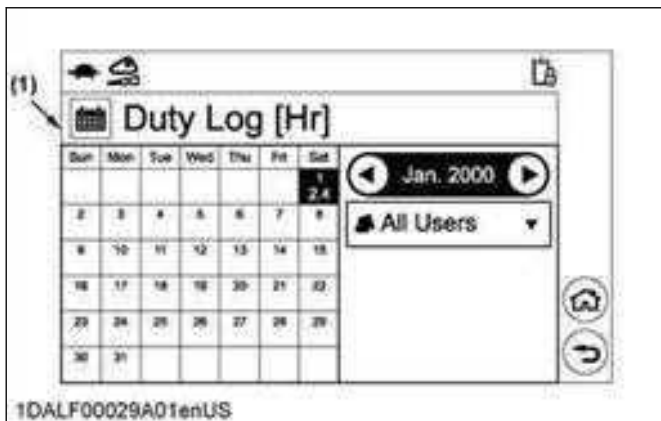 (1)
Duty Log [Hr]
Sun Mon Tue Wed Thu Fri Sat
1
2.4
Jan. 2000
All Users
2 3 4 5 6 7 8
9 10 11 12 13 14 15
16 17 18 19 20 21 22
23 24 25 26 27 28 29
30 31
1DALF00029A01enUS